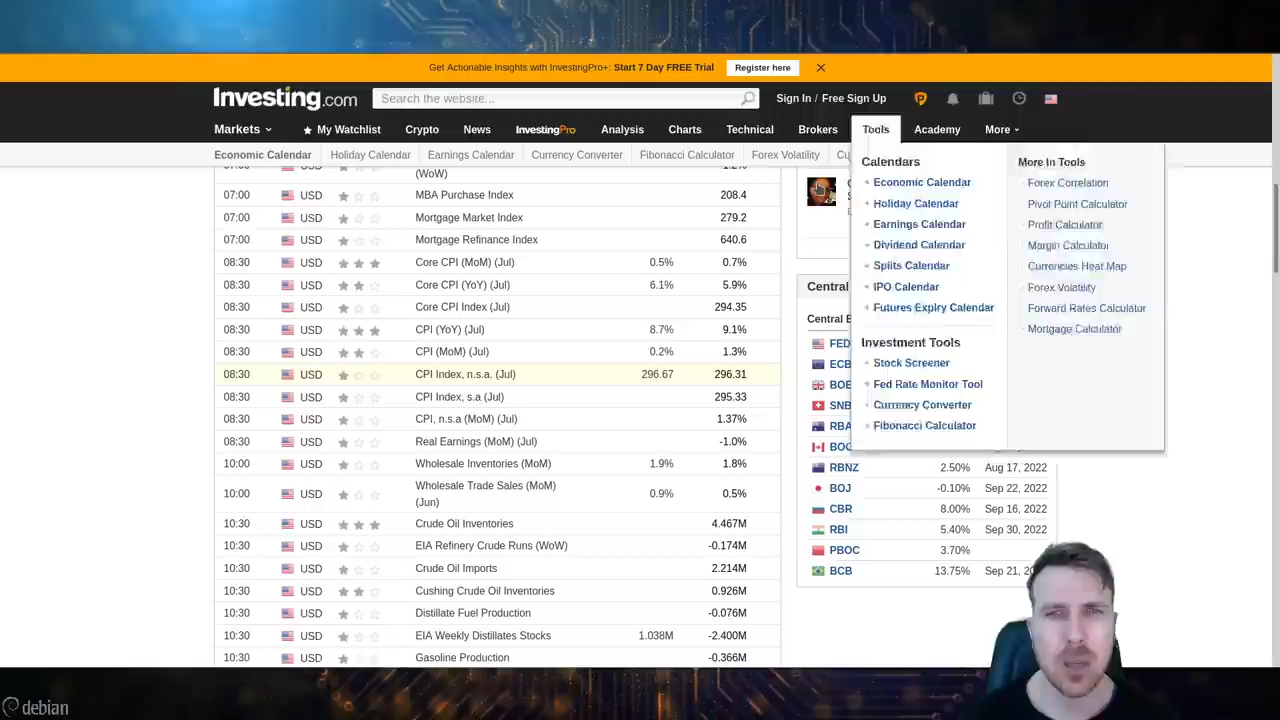 Get Actionable Insights with InvestingPro+: Start 7 Day FREE Trial Register here
Investing.com Search the website... Sign In / Free Sign Up
Markets My Watchlist Crypto News InvestingPro Analysis Charts Technical Brokers Tools Academy More
Economic Calendar Holiday Calendar Earnings Calendar Currency Converter Fibonacci Calculator Forex Volatility
(WoW)
07:00 USD MBA Purchase Index 208.4
07:00 USD Mortgage Market Index 279.2
07:00 USD Mortgage Refinance Index 640.6
08:30 USD Core CPI (MoM) (Jul) 0.5% 0.7%
08:30 USD Core CPI (YoY) (Jul) 6.1% 5.9%
08:30 USD Core CPI Index (Jul) 294.35
08:30 USD CPI (YoY) (Jul) 8.7% 9.1%
08:30 USD CPI (MoM) (Jul) 0.2% 1.3%
08:30 USD CPI Index, n.s.a. (Jul) 296.67 296.31
08:30 USD CPI Index, s.a (Jul) 295.33
08:30 USD CPI, n.s.a (MoM) (Jul) 1.37%
08:30 USD Real Earnings (MoM) (Jul) -1.0%
10:00 USD Wholesale Inventories (MoM) 1.9% 1.8%
10:00 USD Wholesale Trade Sales (MoM) 0.9% 0.5%
(Jun)
10:30 USD Crude Oil Inventories 4.467M
10:30 USD EIA Refinery Crude Runs (WoW) -0.174M
10:30 USD Crude Oil Imports 2.214M
10:30 USD Cushing Crude Oil Inventories 0.926M
10:30 USD Distillate Fuel Production -0.076M
10:30 USD EIA Weekly Distillates Stocks 1.038M -2.400M
10:30 USD Gasoline Production -0.366M
Central
Central
FED
ECB
BOE
SNB
RBA
BOC
RBNZ 2.50% Aug 17, 2022
BOJ -0.10% Sep 22, 2022
CBR 8.00% Sep 16, 2022
RBI 5.40% Sep 30, 2022
PBOC 3.70%
BCB 13.75% Sep 21,
Calendars
Economic Calendar
Holiday Calendar
Earnings Calendar
Dividend Calendar
Splits Calendar
IPO Calendar
Futures Expiry Calendar
Investment Tools
Stock Screener
Fed Rate Monitor Tool
Currency Converter
Fibonacci Calculator
More In Tools
Forex Correlation
Pivot Point Calculator
Profit Calculator
Margin Calculator
Currencies Heat Map
Forex Volatility
Forward Rates Calculator
Mortgage Calculator
debian